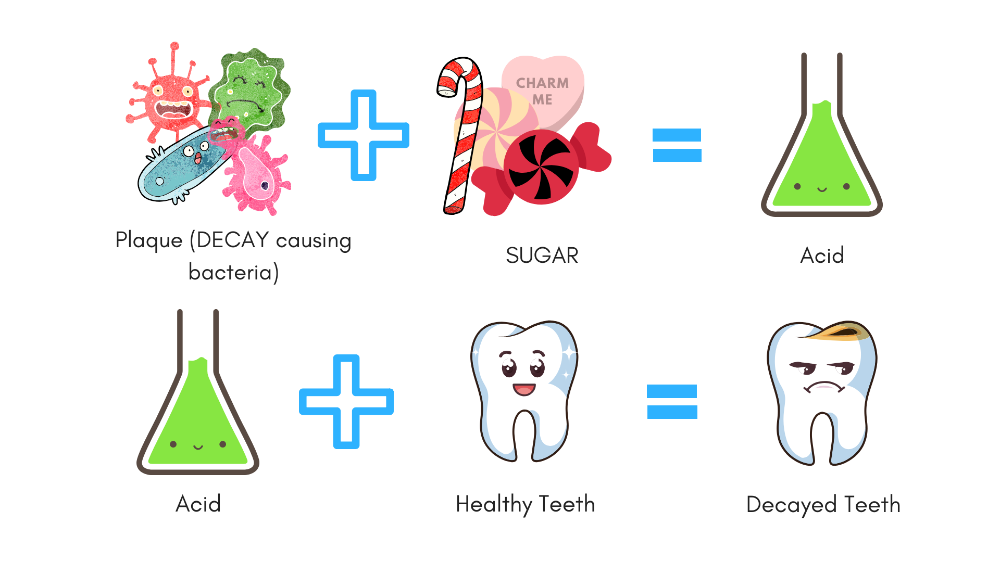 CHARM
ME
Plaque (DECAY causing
bacteria)
SUGAR
Acid
Acid
Healthy Teeth
Decayed Teeth